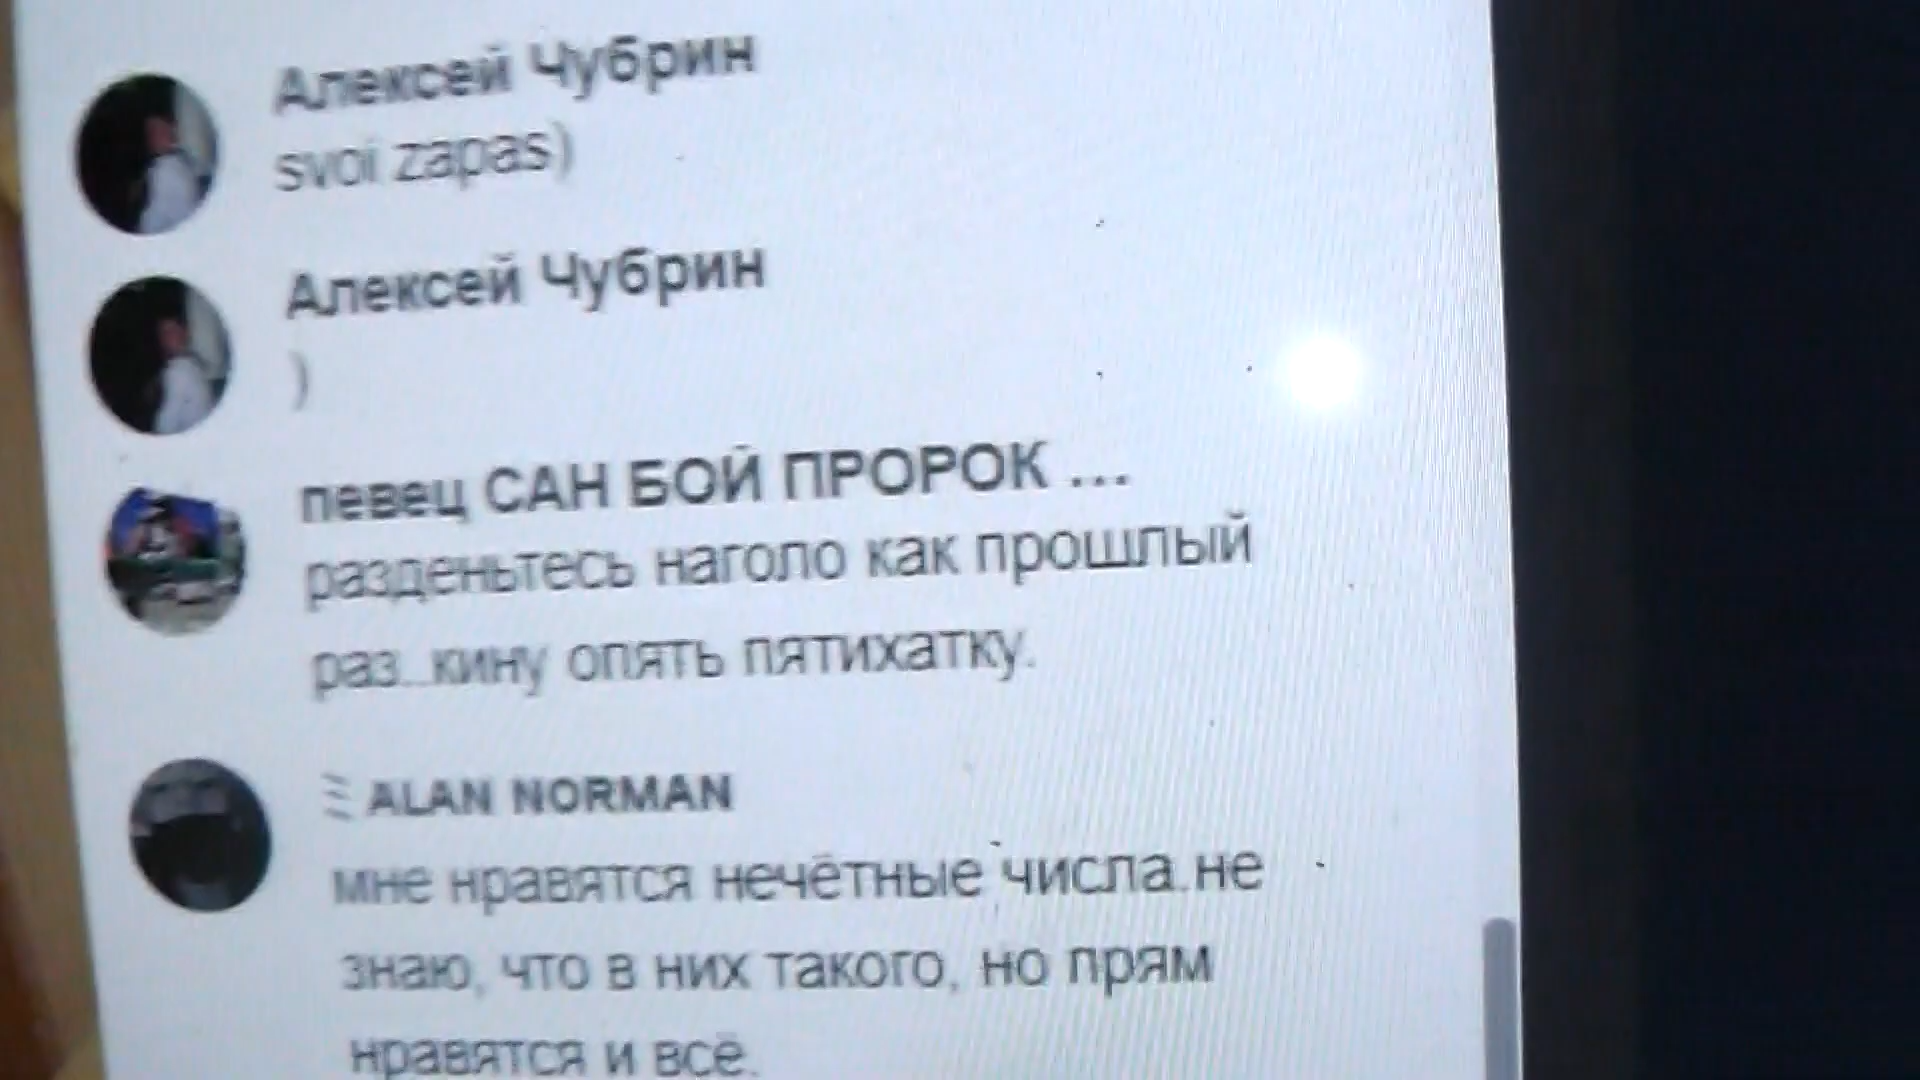 Алексей Чубрин
svoi zapas)
Алексей Чубрин
)
певец САН БОЙ ПРОРОК ...
разденьтесь наголо как прошлый
раз...кину опять пятихатку.
ALAN NORMAN
мне нравятся нечётные числа.не
знаю, что в них такого, но прям
нравятся и всё.